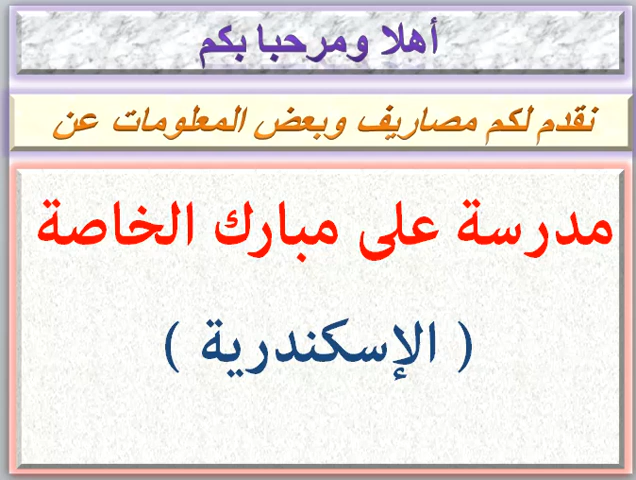 أهلا ومرحبا بكم
نقدم لكم مصاريف وبعض المعلومات عن
مدرسة على مبارك الخاصة
( الإسكندرية )